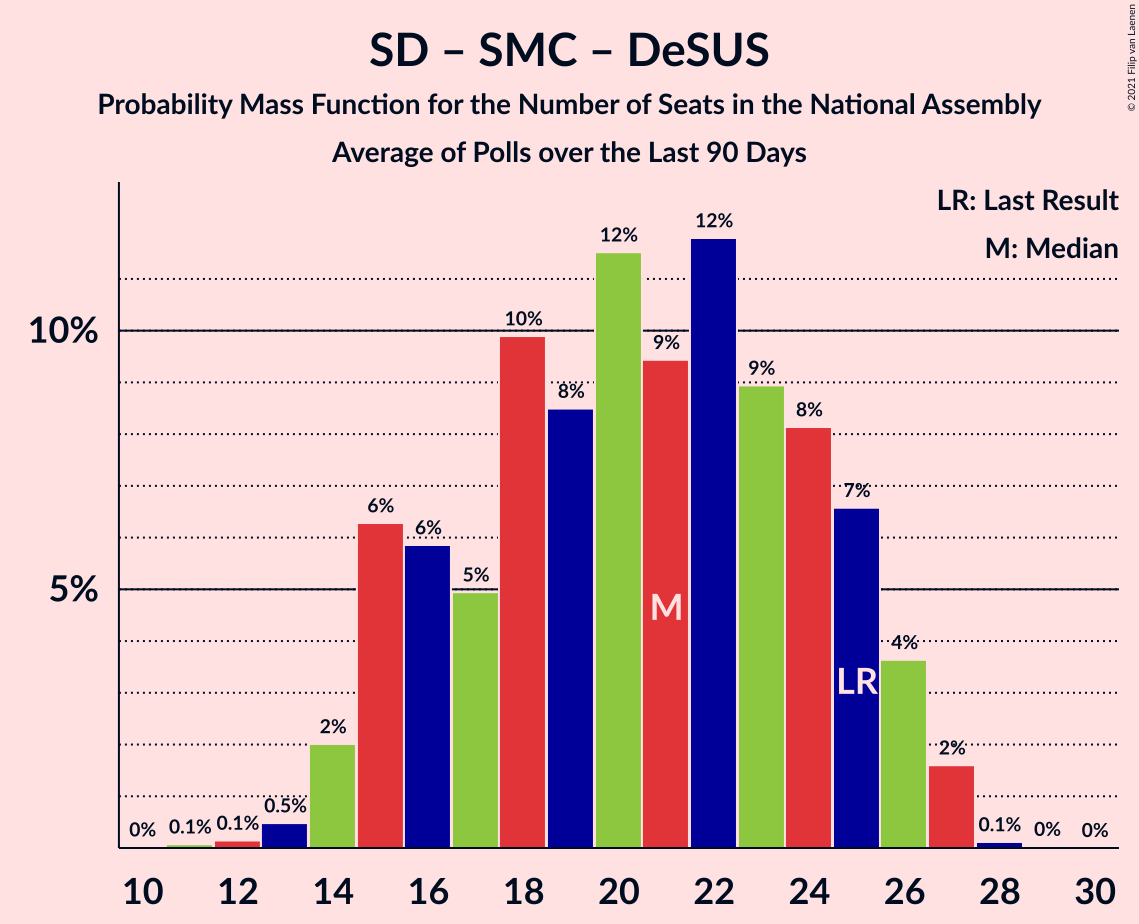 SD – SMC – DeSUS
Probability Mass Function for the Number of Seats in the National Assembly
Average of Polls over the Last 90 Days
© 2021 Filip van Laenen
LR: Last Result
M: Median
10%
5%
0%
0.1%
0.1%
0.5%
2%
6%
6%
5%
10%
8%
12%
9%
12%
9%
8%
7%
4%
2%
0.1%
0%
0%
M
LR
10 12 14 16 18 20 22 24 26 28 30